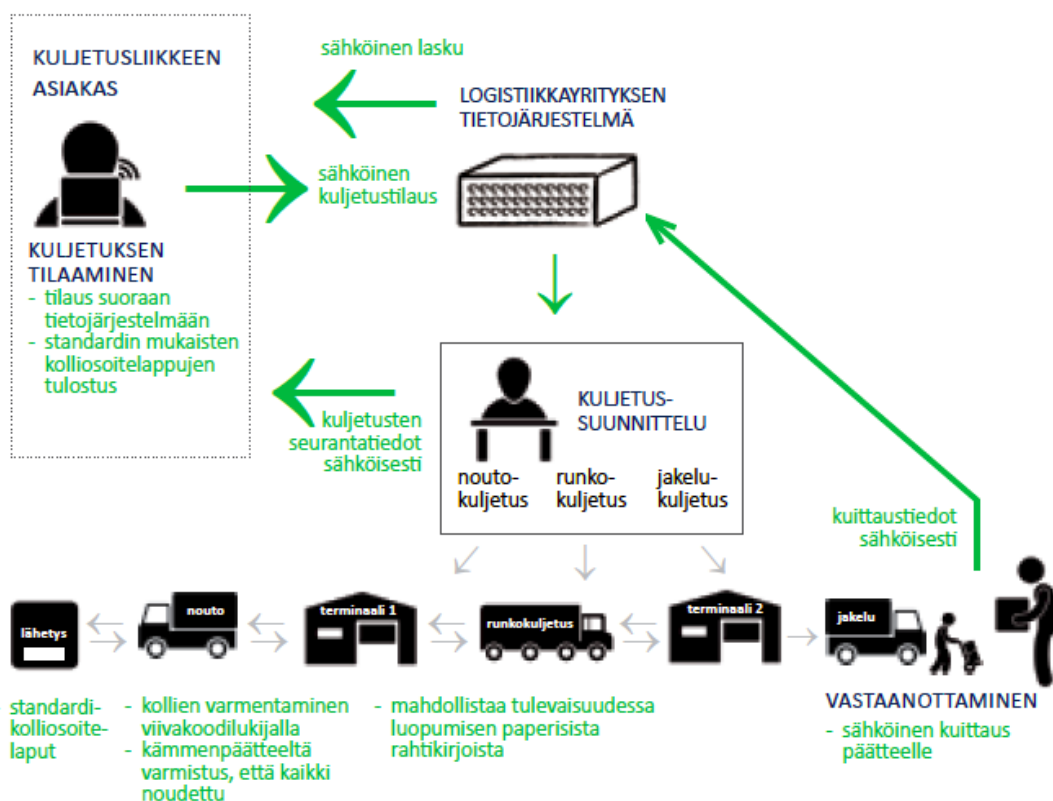 KULJETUSLIIKKEEN
ASIAKAS
KULJETUKSEN
TILAAMINEN
- tilaus suoraan
tietojärjestelmään
- standardin mukaisten
kolliosoitelappujen
tulostus
sähköinen lasku
sähköinen
kuljetustilaus
LOGISTIIKKAYRITYKSEN
TIETOJÄRJESTELMÄ
kuljetusten
seurantatiedot
sähköisesti
KULJETUS-
SUUNNITTELU
nouto-
kuljetus
runko-
kuljetus
jakelu-
kuljetus
kuittaustiedot
sähköisesti
lähetys
nouto
terminaali 1
runkokuljetus
terminaali 2
jakelu
standardi-
kolliosoite-
laput
- kollien varmentaminen
viivakoodilukijalla
- kämmenpäätteeltä
varmistus, että kaikki
noudettu
- mahdollistaa tulevaisuudessa
luopumisen paperisista
rahtikirjoista
VASTAANOTTAMINEN
- sähköinen kuittaus
päätteelle